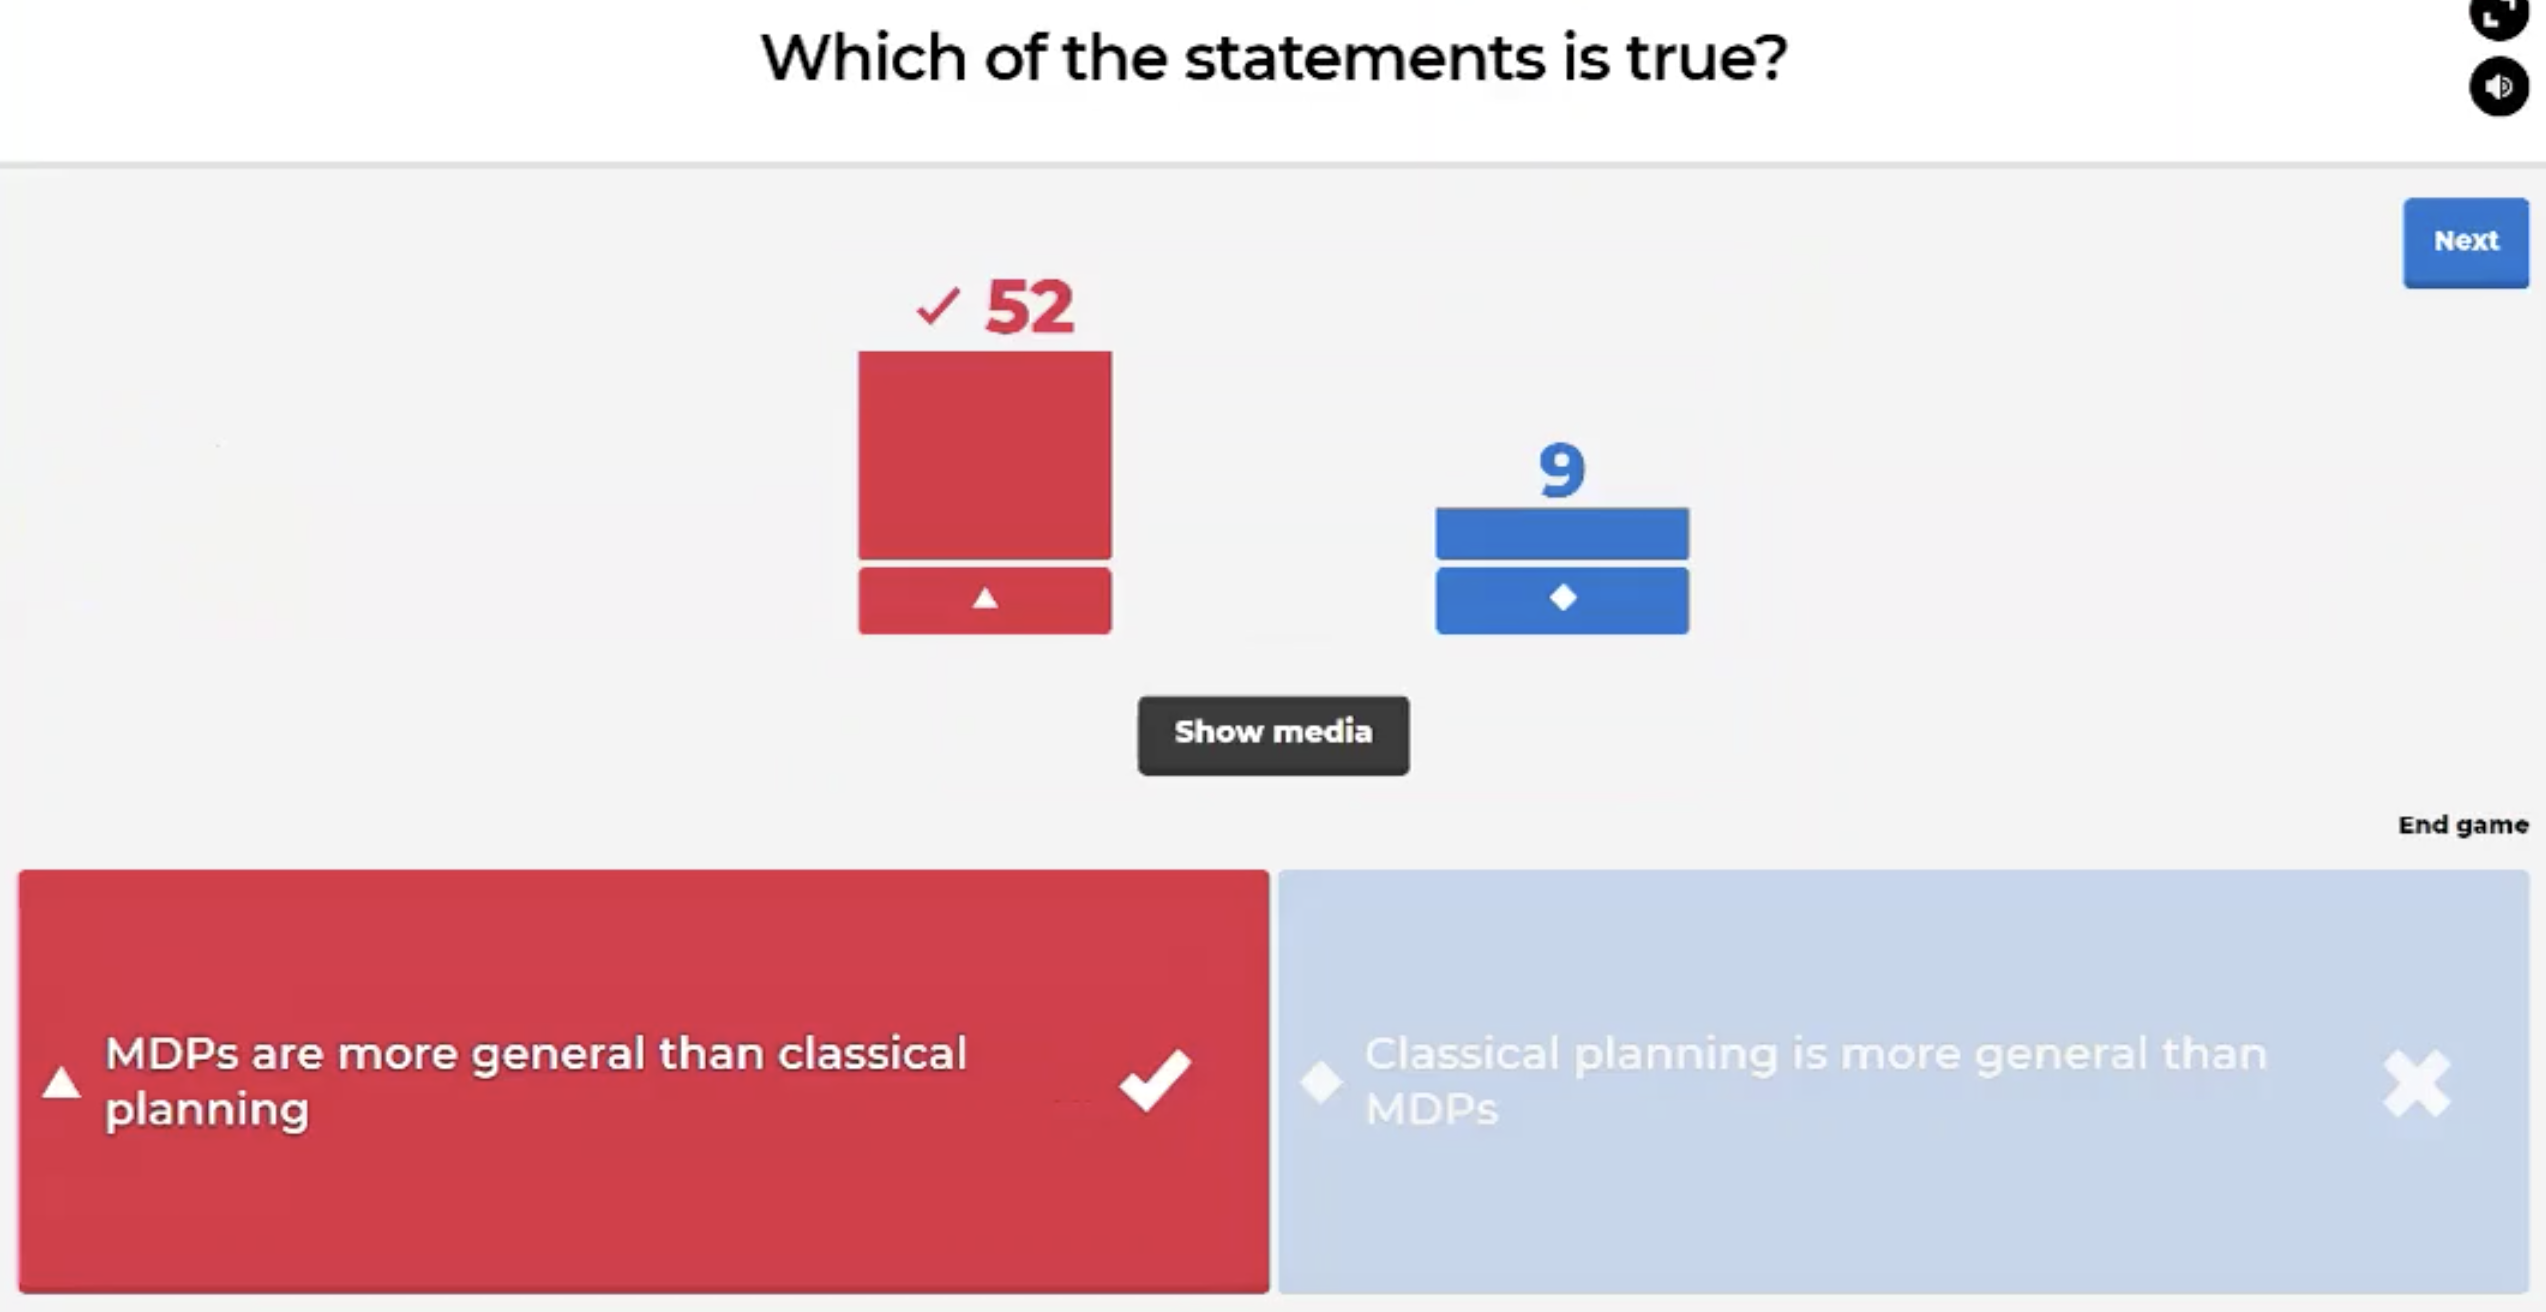 Which of the statements is true?
Next
52
9
Show media
End game
MDPs are more general than classical
planning
Classical planning is more general than
MDPs